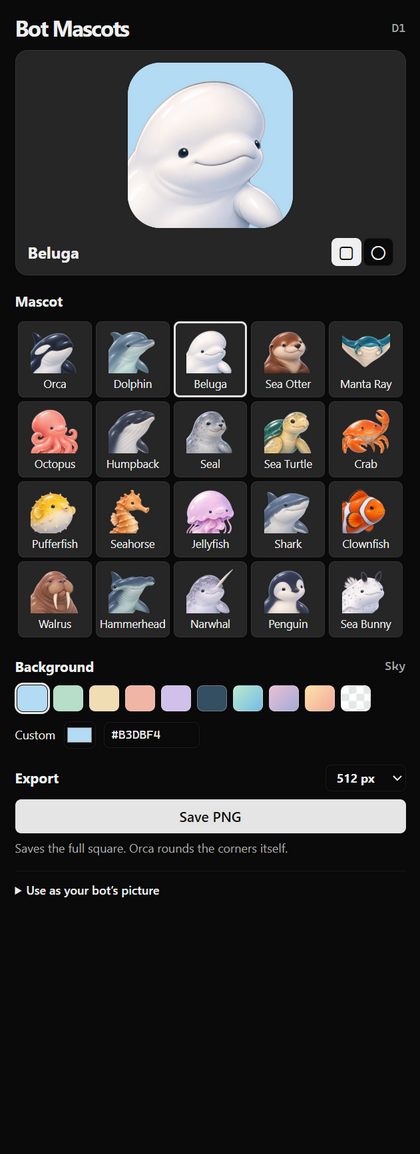 Bot Mascots D1
Beluga
Mascot
Orca Dolphin Beluga Sea Otter Manta Ray
Octopus Humpback Seal Sea Turtle Crab
Pufferfish Seahorse Jellyfish Shark Clownfish
Walrus Hammerhead Narwhal Penguin Sea Bunny
Background Sky
Custom #B3DBF4
Export 512 px
Save PNG
Saves the full square. Orca rounds the corners itself.
Use as your bot's picture